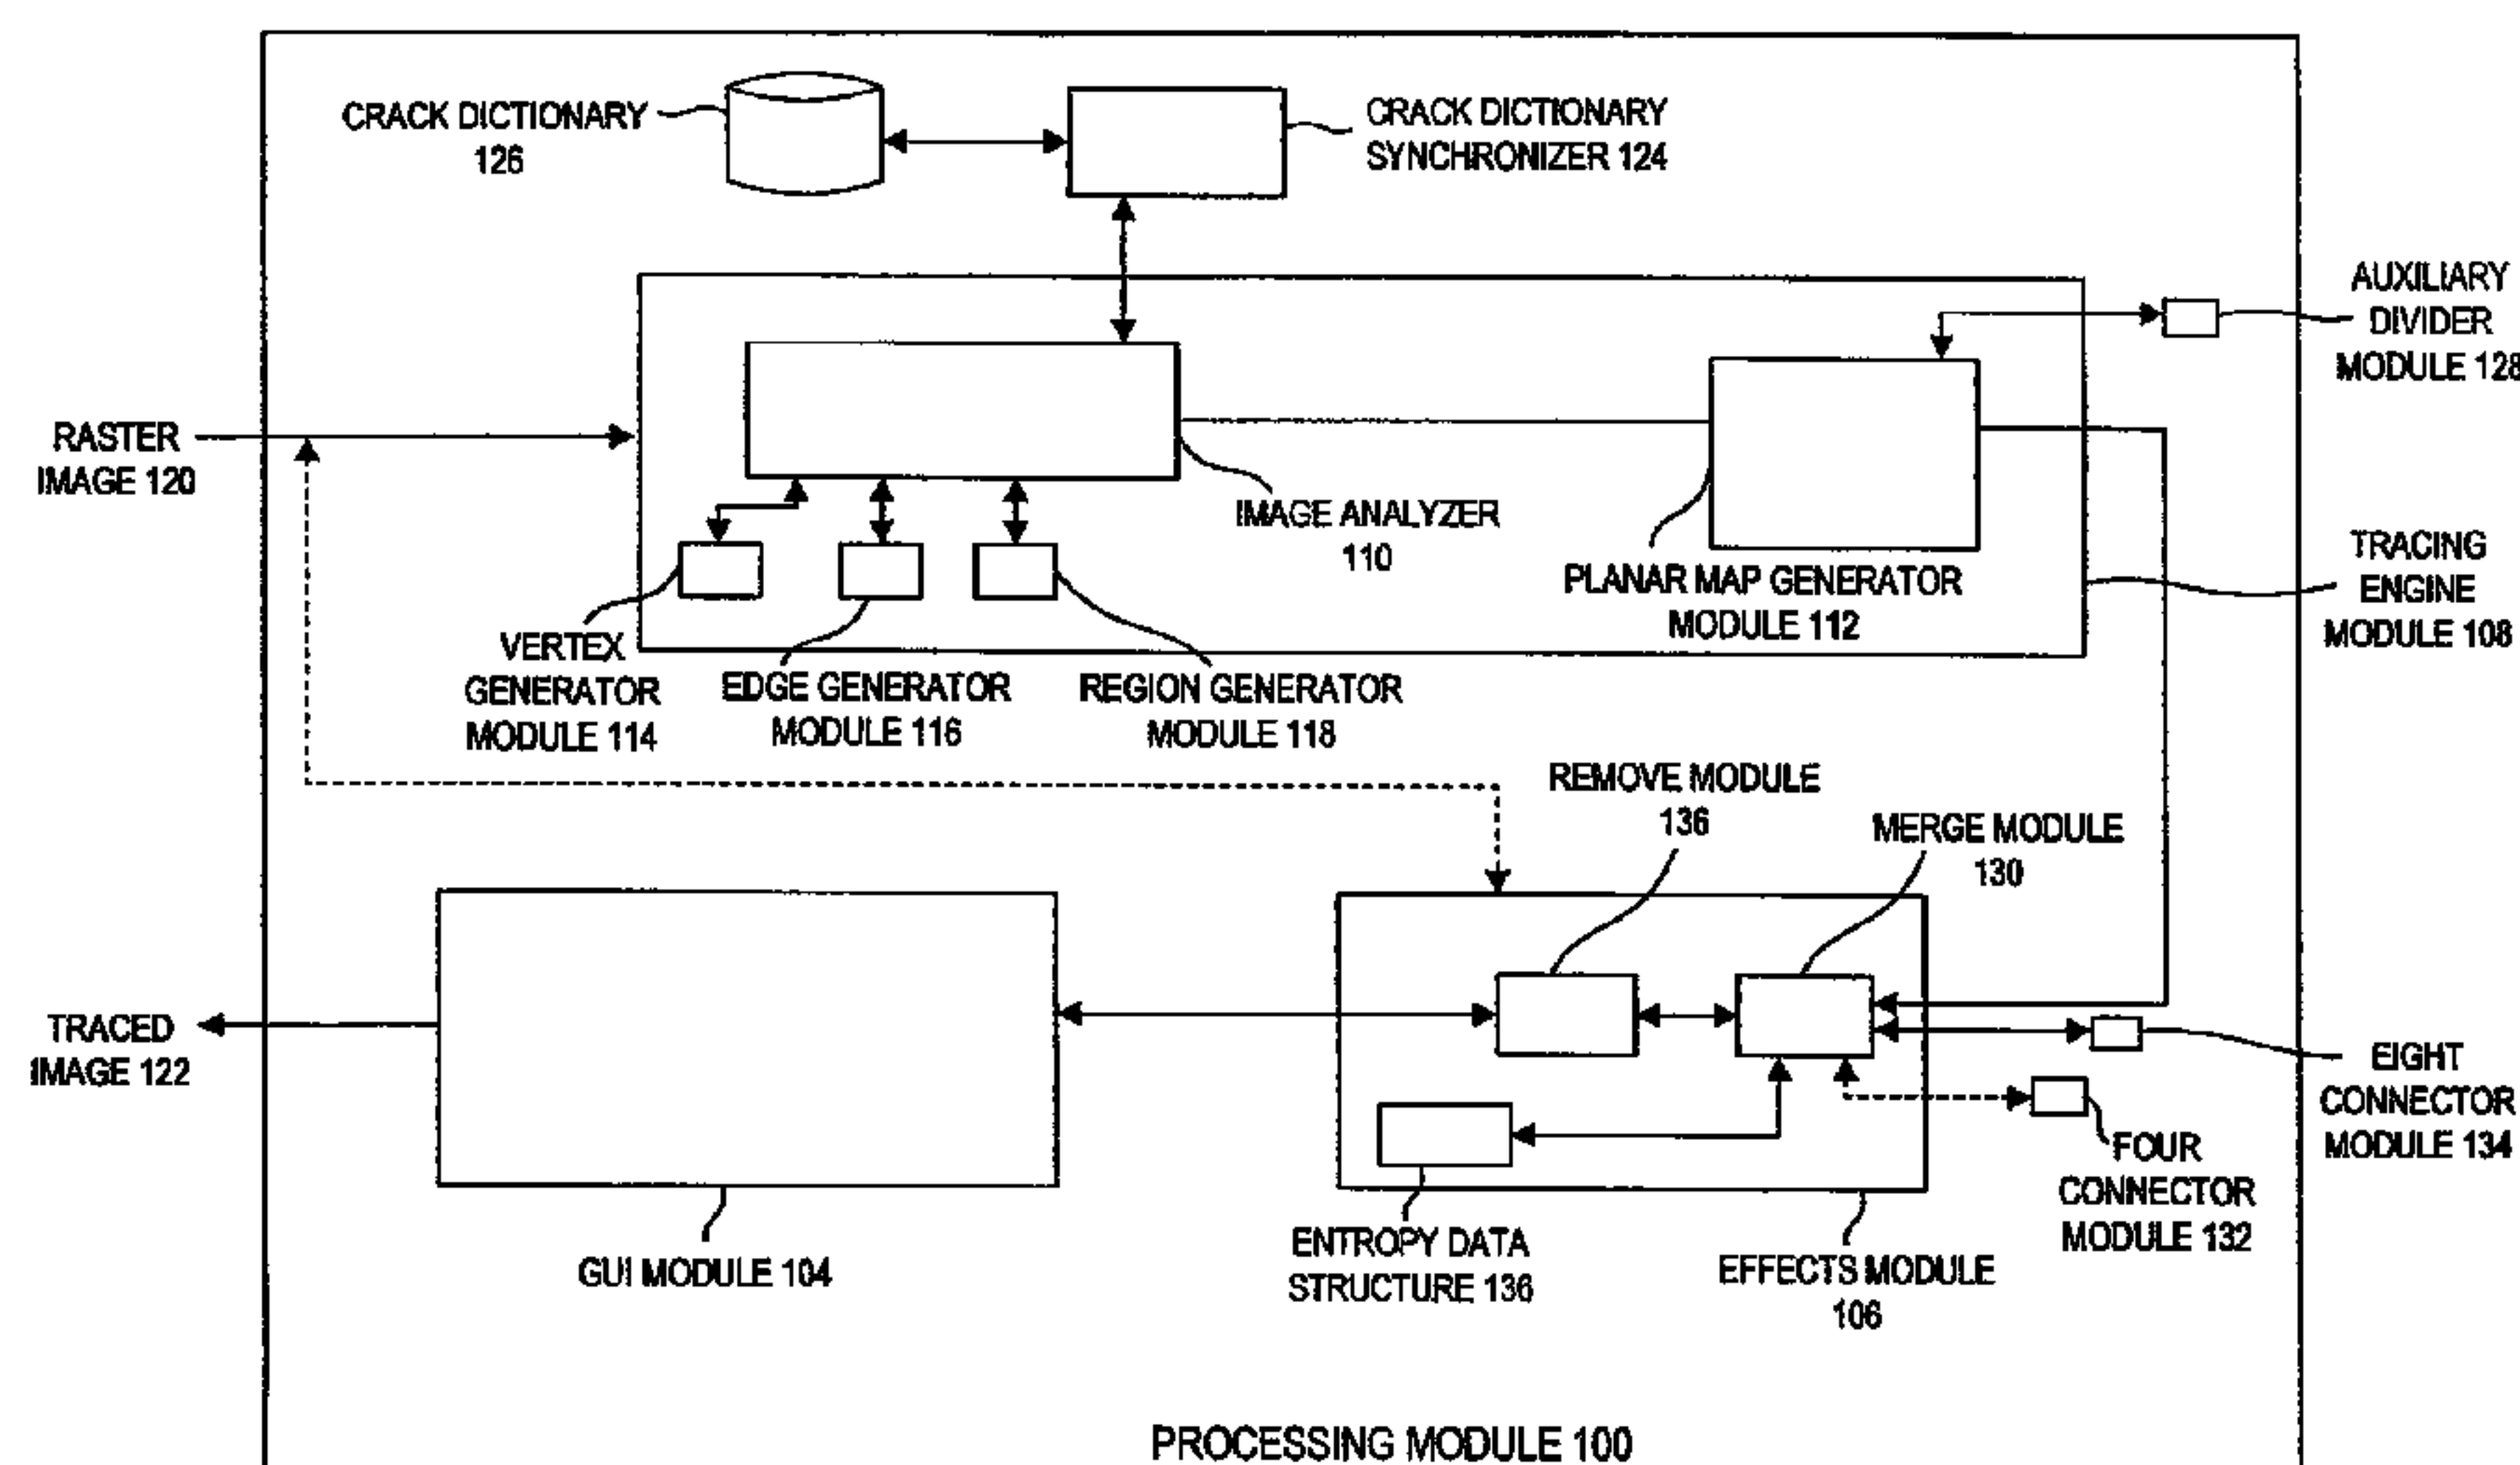 CRACK DICTIONARY
126
CRACK DICTIONARY
SYNCHRONIZER 124
AUXILIARY
DIVIDER
MODULE 128
RASTER
IMAGE 120
IMAGE ANALYZER
110
PLANAR MAP GENERATOR
MODULE 112
TRACING
ENGINE
MODULE 108
VERTEX
GENERATOR
MODULE 114
EDGE GENERATOR
MODULE 116
REGION GENERATOR
MODULE 118
REMOVE MODULE
136
MERGE MODULE
130
TRACED
IMAGE 122
EIGHT
CONNECTOR
MODULE 134
FOUR
CONNECTOR
MODULE 132
GUI MODULE 104
ENTROPY DATA
STRUCTURE 136
EFFECTS MODULE
106
PROCESSING MODULE 100